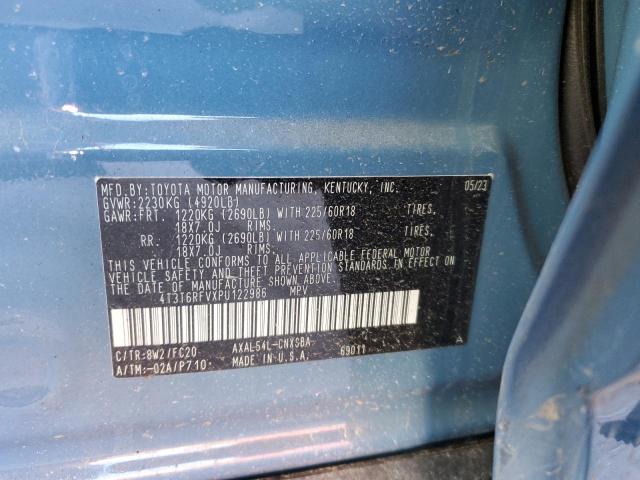 MFD.BY:TOYOTA MOTOR MANUFACTURING, KENTUCKY, INC. 05/23
GVWR:2230KG (4920LB)
GAWR:FRT. 1220KG (2690LB) WITH 225/60R18 TIRES,
18X7.0J RIMS.
RR. 1220KG (2690LB) WITH 225/60R18 TIRES,
18X7.0J RIMS.
THIS VEHICLE CONFORMS TO ALL APPLICABLE FEDERAL MOTOR
VEHICLE SAFETY AND THEFT PREVENTION STANDARDS IN EFFECT ON
THE DATE OF MANUFACTURE SHOWN ABOVE.
4T3T6RFVXPU122986 MPV
C/TR:8W2/FC20 AXAL54L-CNXSBA 69011 A
A/TM:-02A/P710- MADE IN U.S.A.